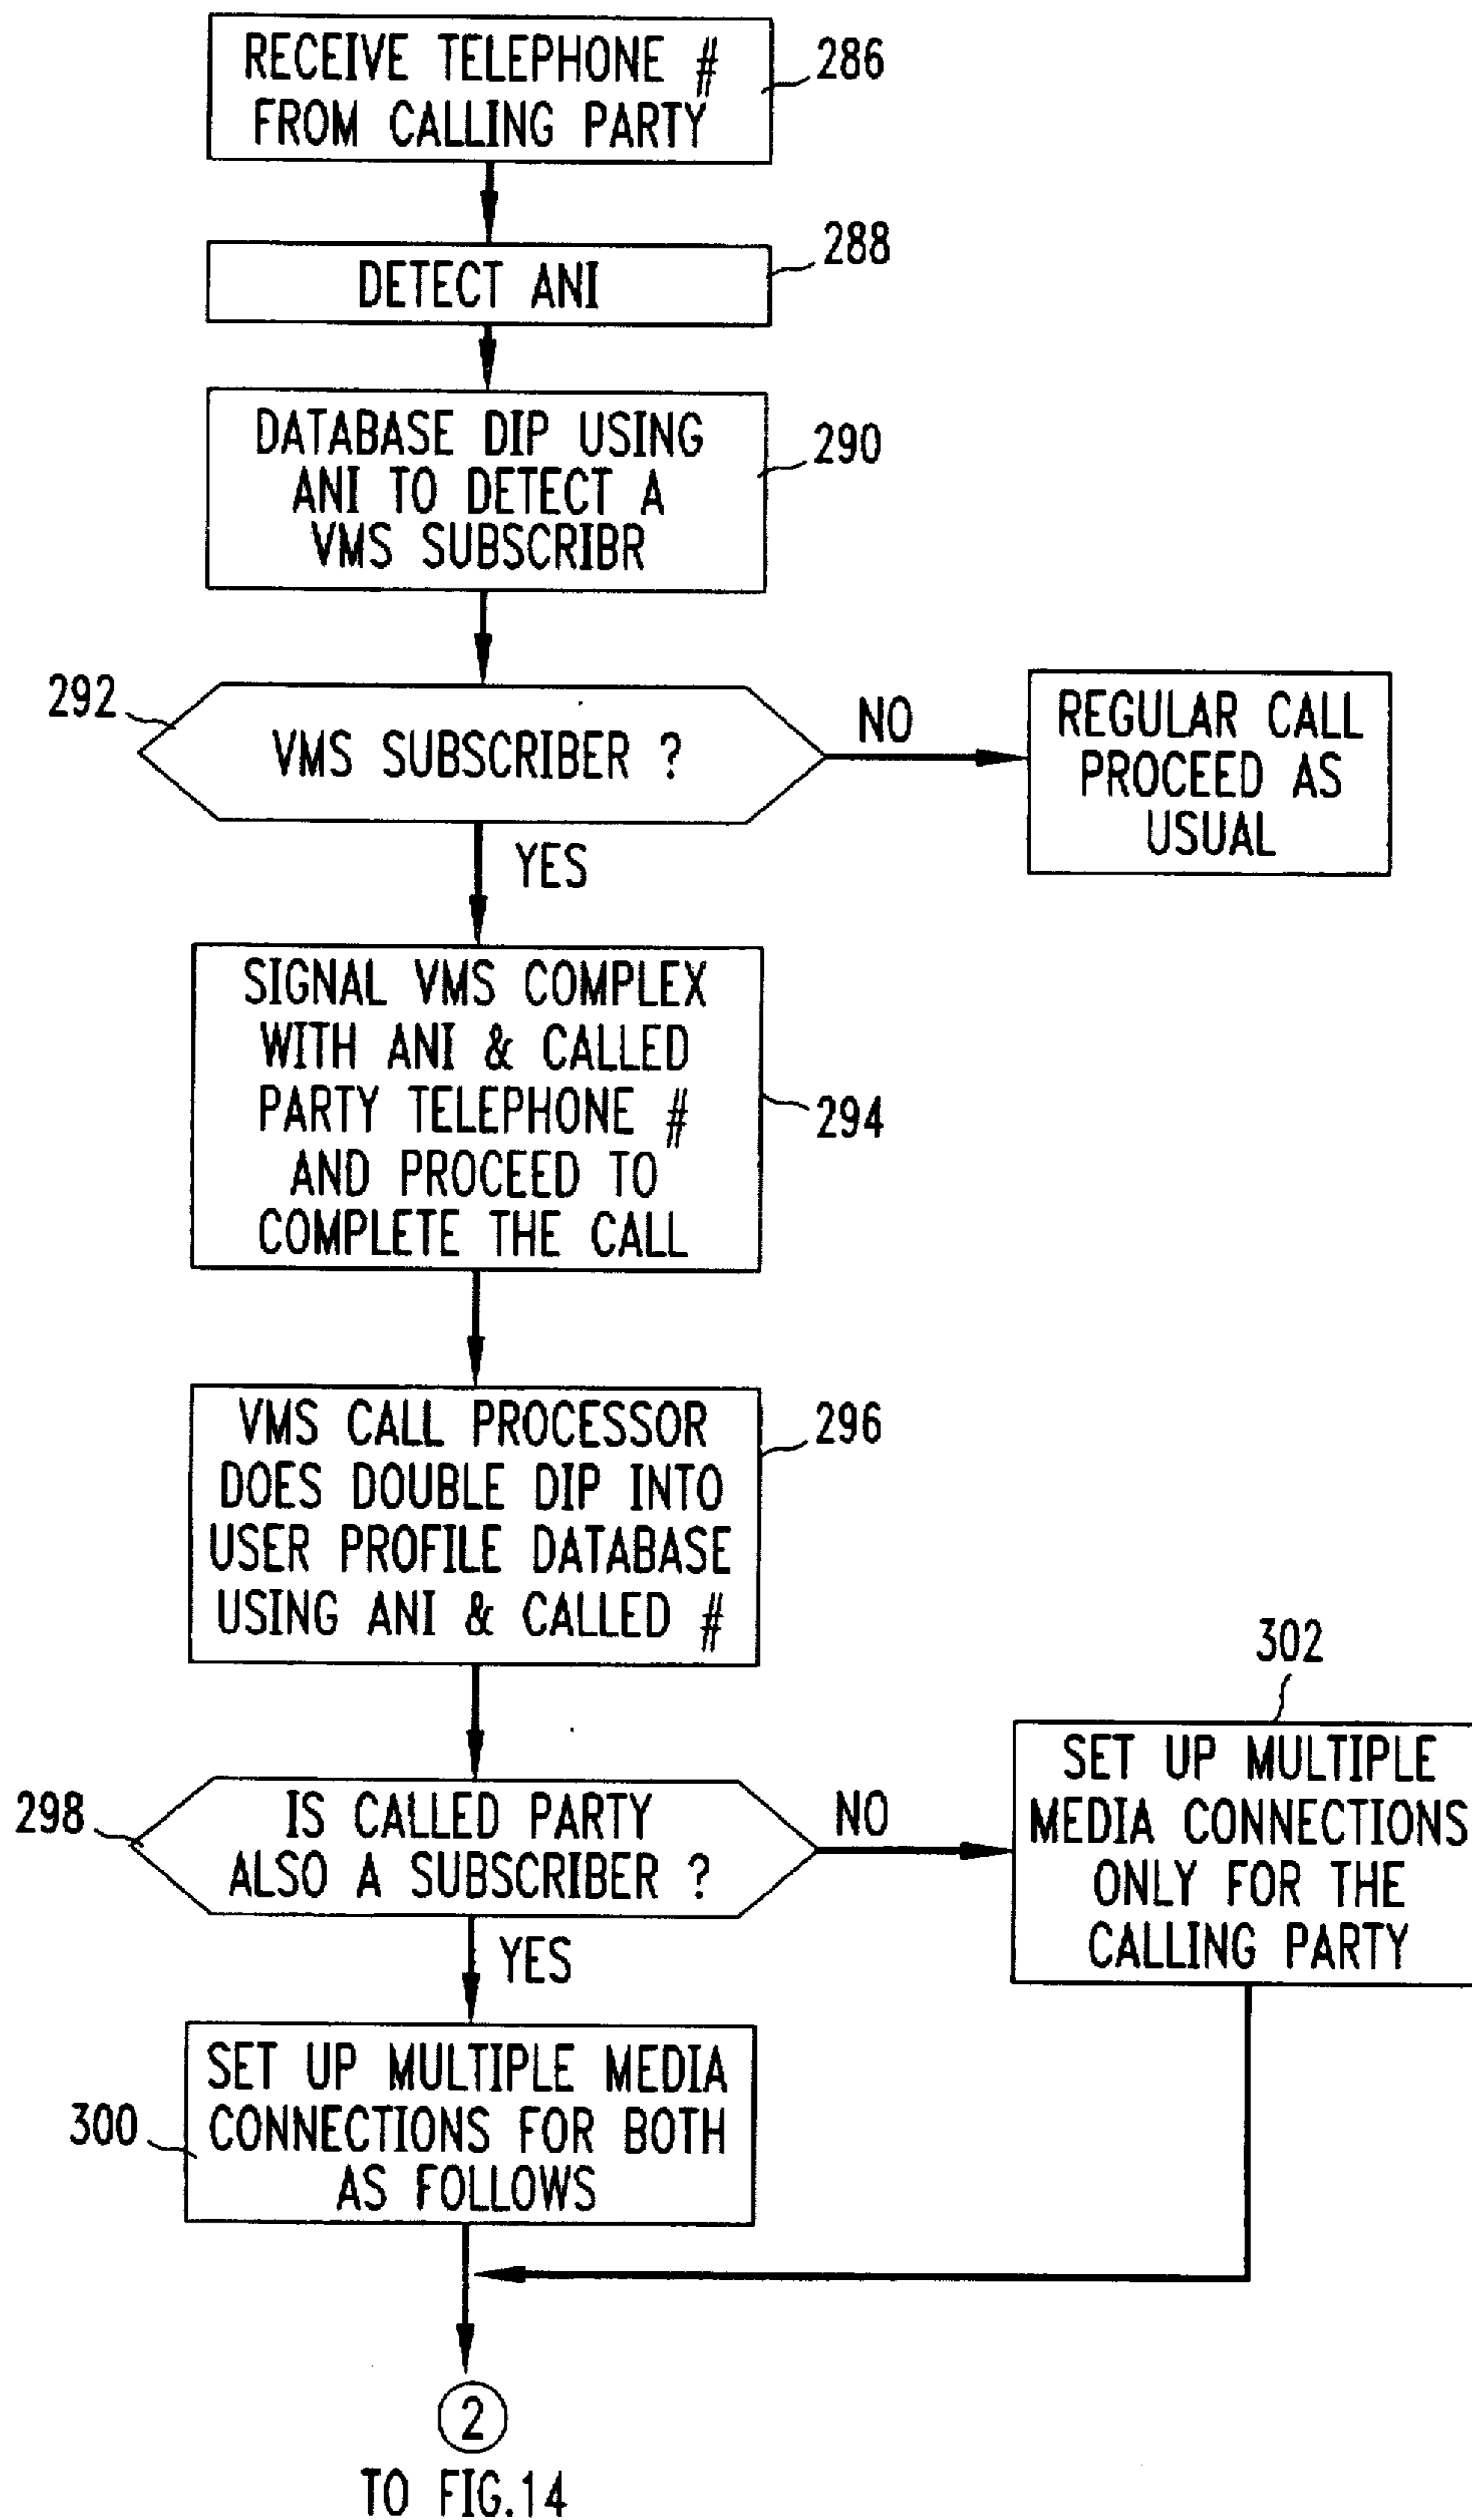 RECEIVE TELEPHONE #
FROM CALLING PARTY
286
DETECT ANI
288
DATABASE DIP USING
ANI TO DETECT A
VMS SUBSCRIBR
290
292
VMS SUBSCRIBER ?
NO
REGULAR CALL
PROCEED AS
USUAL
YES
SIGNAL VMS COMPLEX
WITH ANI & CALLED
PARTY TELEPHONE #
AND PROCEED TO
COMPLETE THE CALL
294
VMS CALL PROCESSOR
DOES DOUBLE DIP INTO
USER PROFILE DATABASE
USING ANI & CALLED #
296
298
IS CALLED PARTY
ALSO A SUBSCRIBER ?
NO
302
SET UP MULTIPLE
MEDIA CONNECTIONS
ONLY FOR THE
CALLING PARTY
YES
300
SET UP MULTIPLE MEDIA
CONNECTIONS FOR BOTH
AS FOLLOWS
2
TO FIG.14